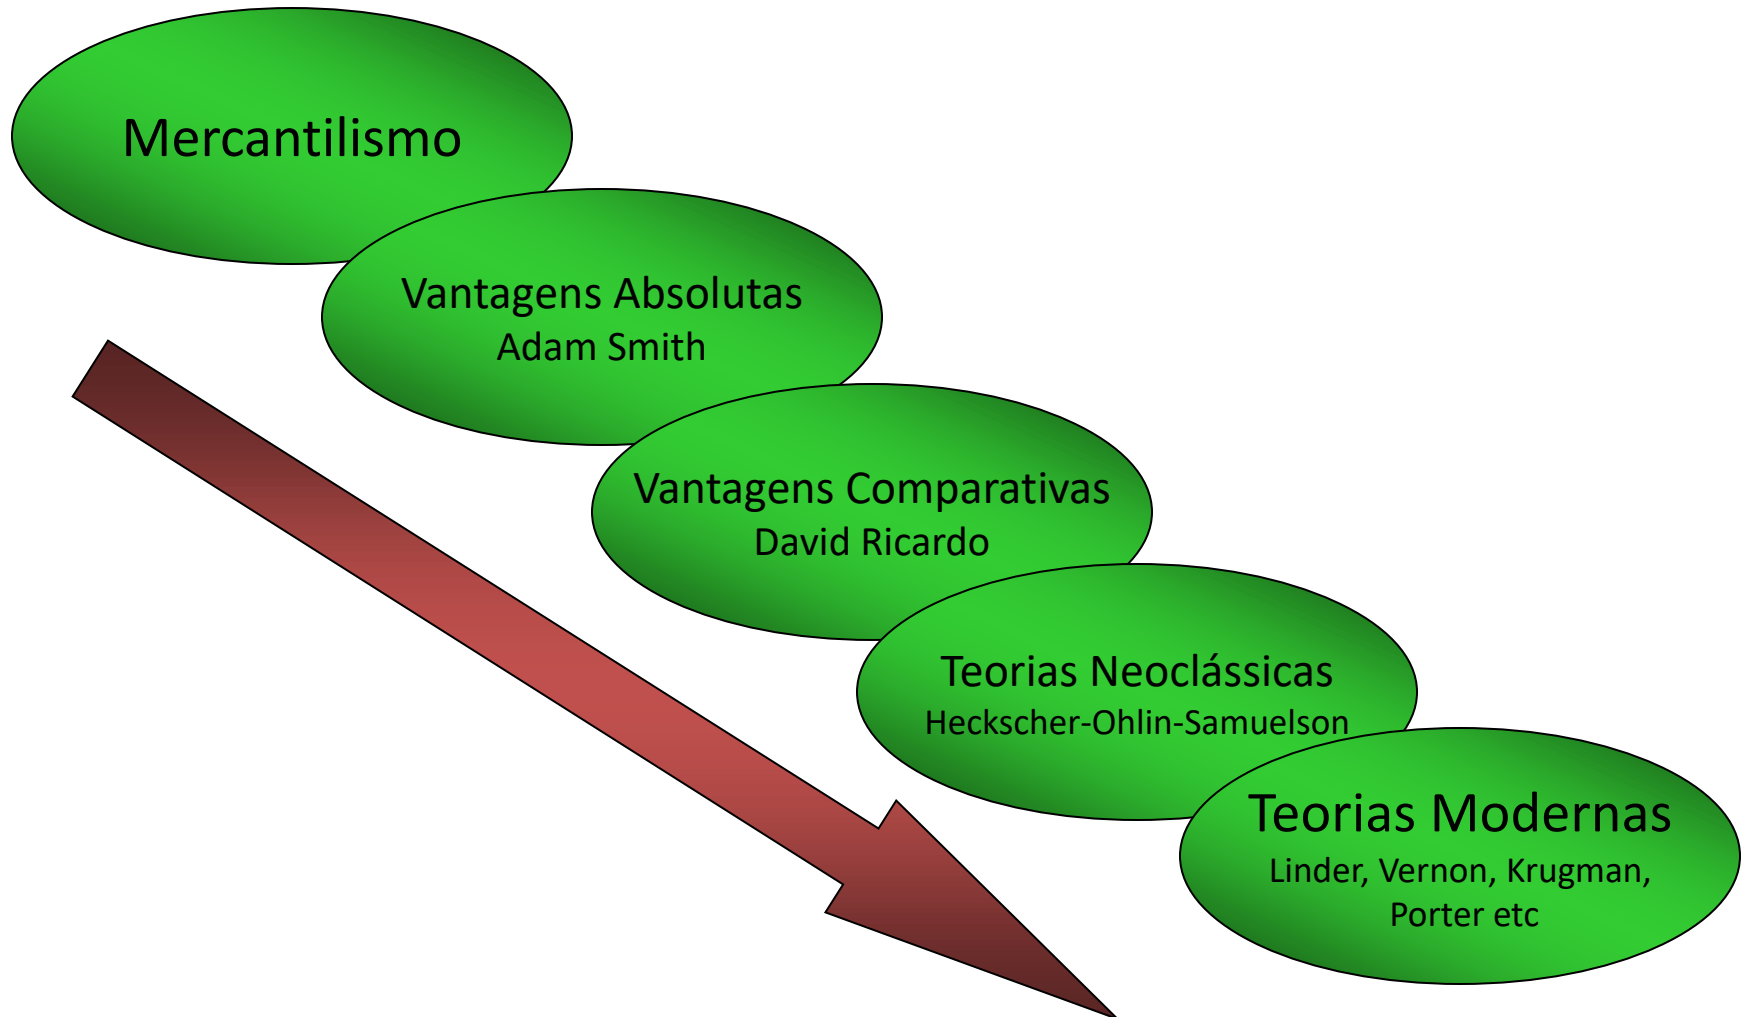 Mercantilismo
Vantagens Absolutas
Adam Smith
Vantagens Comparativas
David Ricardo
Teorias Neoclássicas
Heckscher-Ohlin-Samuelson
Teorias Modernas
Linder, Vernon, Krugman,
Porter etc